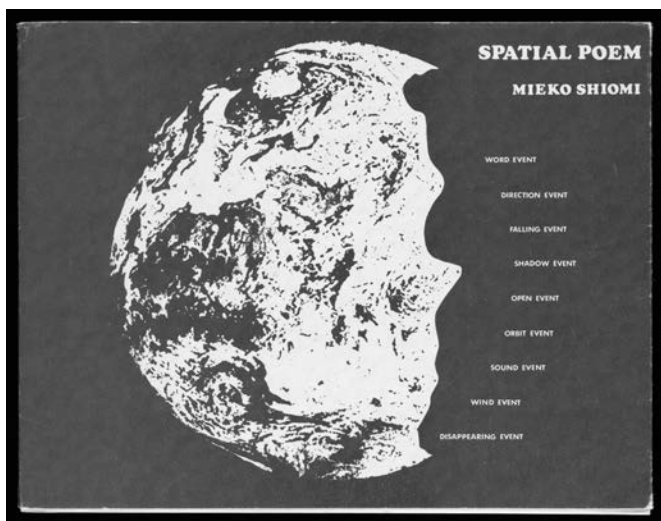 SPATIAL POEM
MIEKO SHIOMI
WORD EVENT
DIRECTION EVENT
FALLING EVENT
SHADOW EVENT
OPEN EVENT
ORBIT EVENT
SOUND EVENT
WIND EVENT
DISAPPEARING EVENT